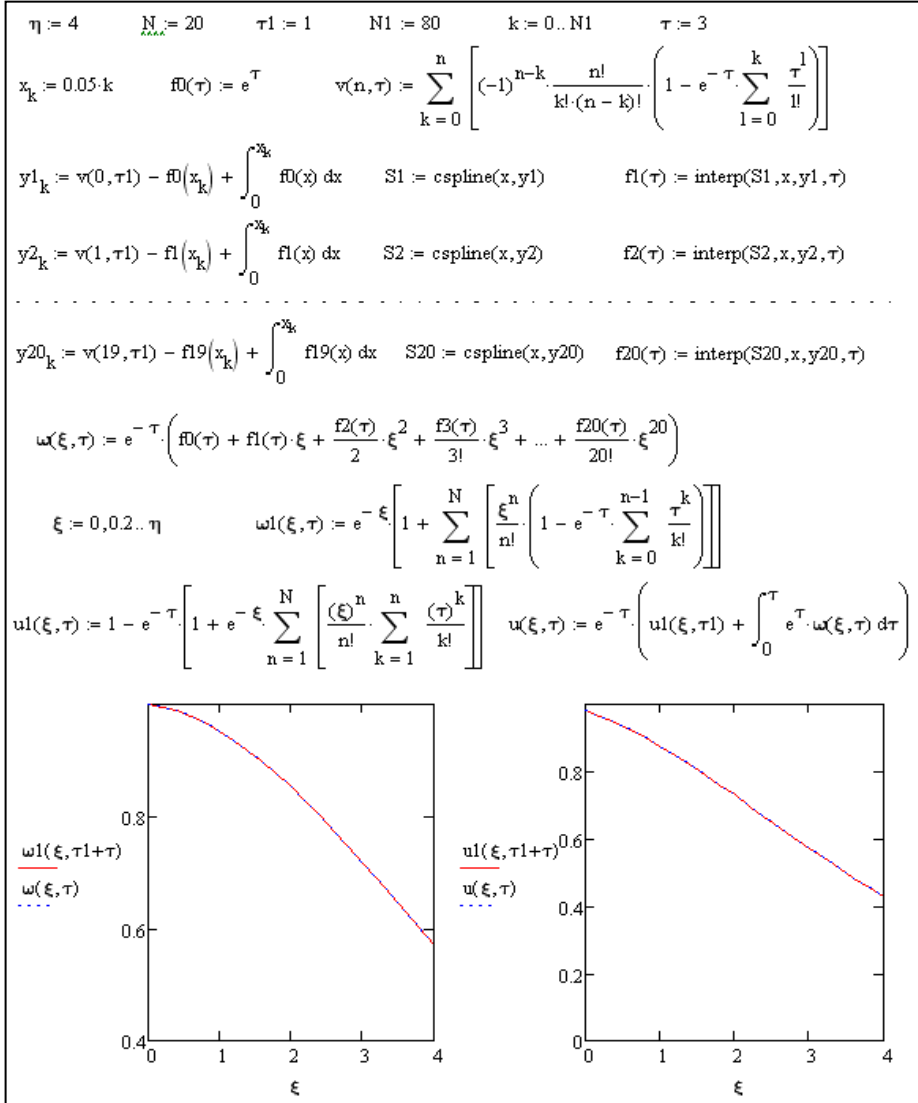 η := 4 N := 20 τ1 := 1 N1 := 80 k := 0.. N1 τ := 3
x_k := 0.05·k f0(τ) := e^τ v(n,τ) := ∑_{k = 0}^{n} [(-1)^{n-k}· n!/(k!·(n - k)!) ·(1 - e^{- τ}·∑_{l = 0}^{k} τ^l/l!)]
y1_k := v(0,τ1) - f0(x_k) + ∫_0^{x_k} f0(x) dx S1 := cspline(x,y1) f1(τ) := interp(S1,x,y1,τ)
y2_k := v(1,τ1) - f1(x_k) + ∫_0^{x_k} f1(x) dx S2 := cspline(x,y2) f2(τ) := interp(S2,x,y2,τ)
y20_k := v(19,τ1) - f19(x_k) + ∫_0^{x_k} f19(x) dx S20 := cspline(x,y20) f20(τ) := interp(S20,x,y20,τ)
ω(ξ,τ) := e^{- τ}·(f0(τ) + f1(τ)·ξ + f2(τ)/2·ξ^2 + f3(τ)/3!·ξ^3 + ... + f20(τ)/20!·ξ^20)
ξ := 0,0.2.. η ω1(ξ,τ) := e^{- ξ}·[1 + ∑_{n = 1}^{N} [ξ^n/n!·(1 - e^{- τ}·∑_{k = 0}^{n-1} τ^k/k!)]]
u1(ξ,τ) := 1 - e^{- τ}·[1 + e^{- ξ}·∑_{n = 1}^{N} [(ξ)^n/n!·∑_{k = 1}^{n} (τ)^k/k!]] u(ξ,τ) := e^{- τ}·(u1(ξ,τ1) + ∫_0^τ e^τ·ω(ξ,τ) dτ)
0.8
ω1(ξ,τ1+τ)
ω(ξ,τ)
0.6
0.4
0 1 2 3 4
ξ
0.8
u1(ξ,τ1+τ)
0.6
u(ξ,τ)
0.4
0.2
0
0 1 2 3 4
ξ